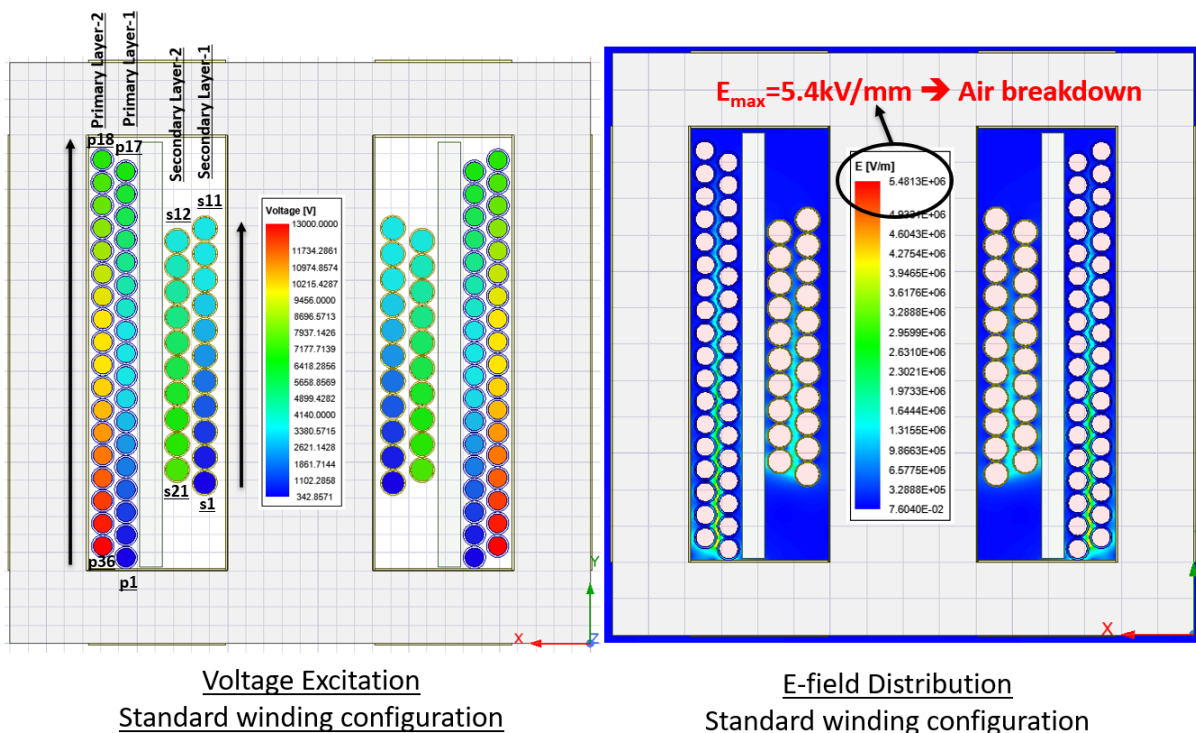 Primary Layer-2
Primary Layer-1
Secondary Layer-2
Secondary Layer-1
p18
p17
s12
s11
s21
s1
p36
p1
Voltage [V]
13000.0000
11734.2861
10974.8574
10215.4287
9456.0000
8696.5713
7937.1426
7177.7139
6418.2856
5658.8569
4899.4282
4140.0000
3380.5715
2621.1428
1861.7144
1102.2858
342.8571
Y
X
Z
Voltage Excitation
Standard winding configuration
Emax=5.4kV/mm ➔ Air breakdown
E [V/m]
5.4813E+06
4.6043E+06
4.2754E+06
3.9465E+06
3.6176E+06
3.2888E+06
2.9599E+06
2.6310E+06
2.3021E+06
1.9733E+06
1.6444E+06
1.3155E+06
9.8663E+05
6.5775E+05
3.2888E+05
7.6040E-02
X
E-field Distribution
Standard winding configuration